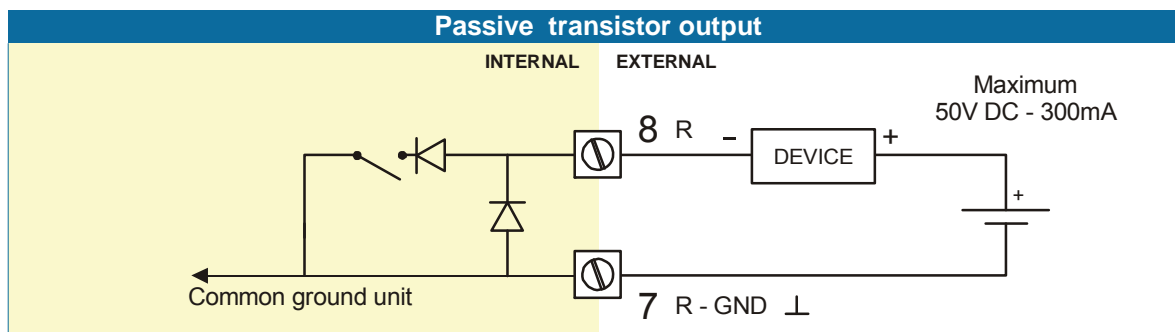 Passive transistor output
INTERNAL EXTERNAL
Maximum
50V DC - 300mA
8 R - DEVICE +
+
Common ground unit
7 R - GND ⊥